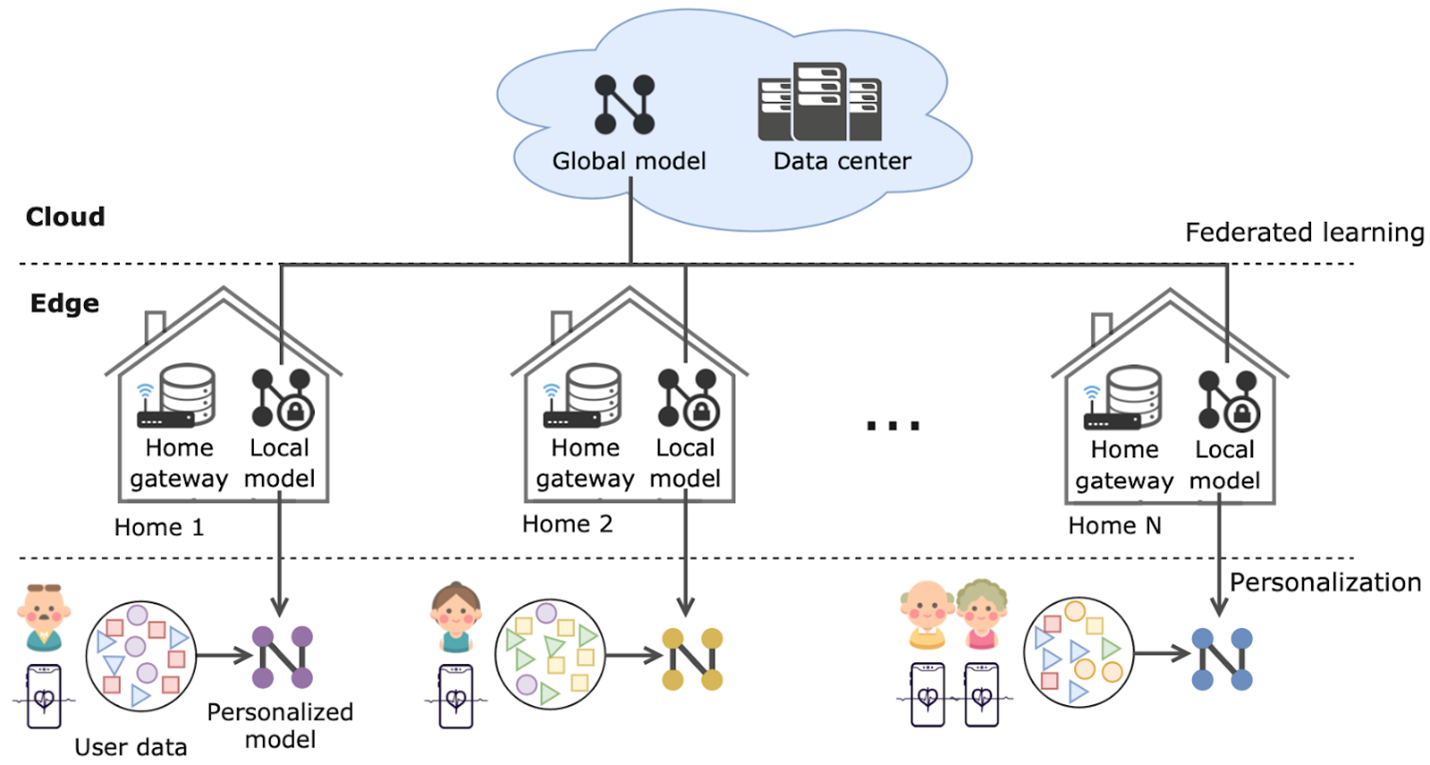 Global model
Data center
Cloud
Federated learning
Edge
Home
gateway
Local
model
Home
gateway
Local
model
...
Home
gateway
Local
model
Home 1
Home 2
Home N
Personalization
Personalized
model
User data